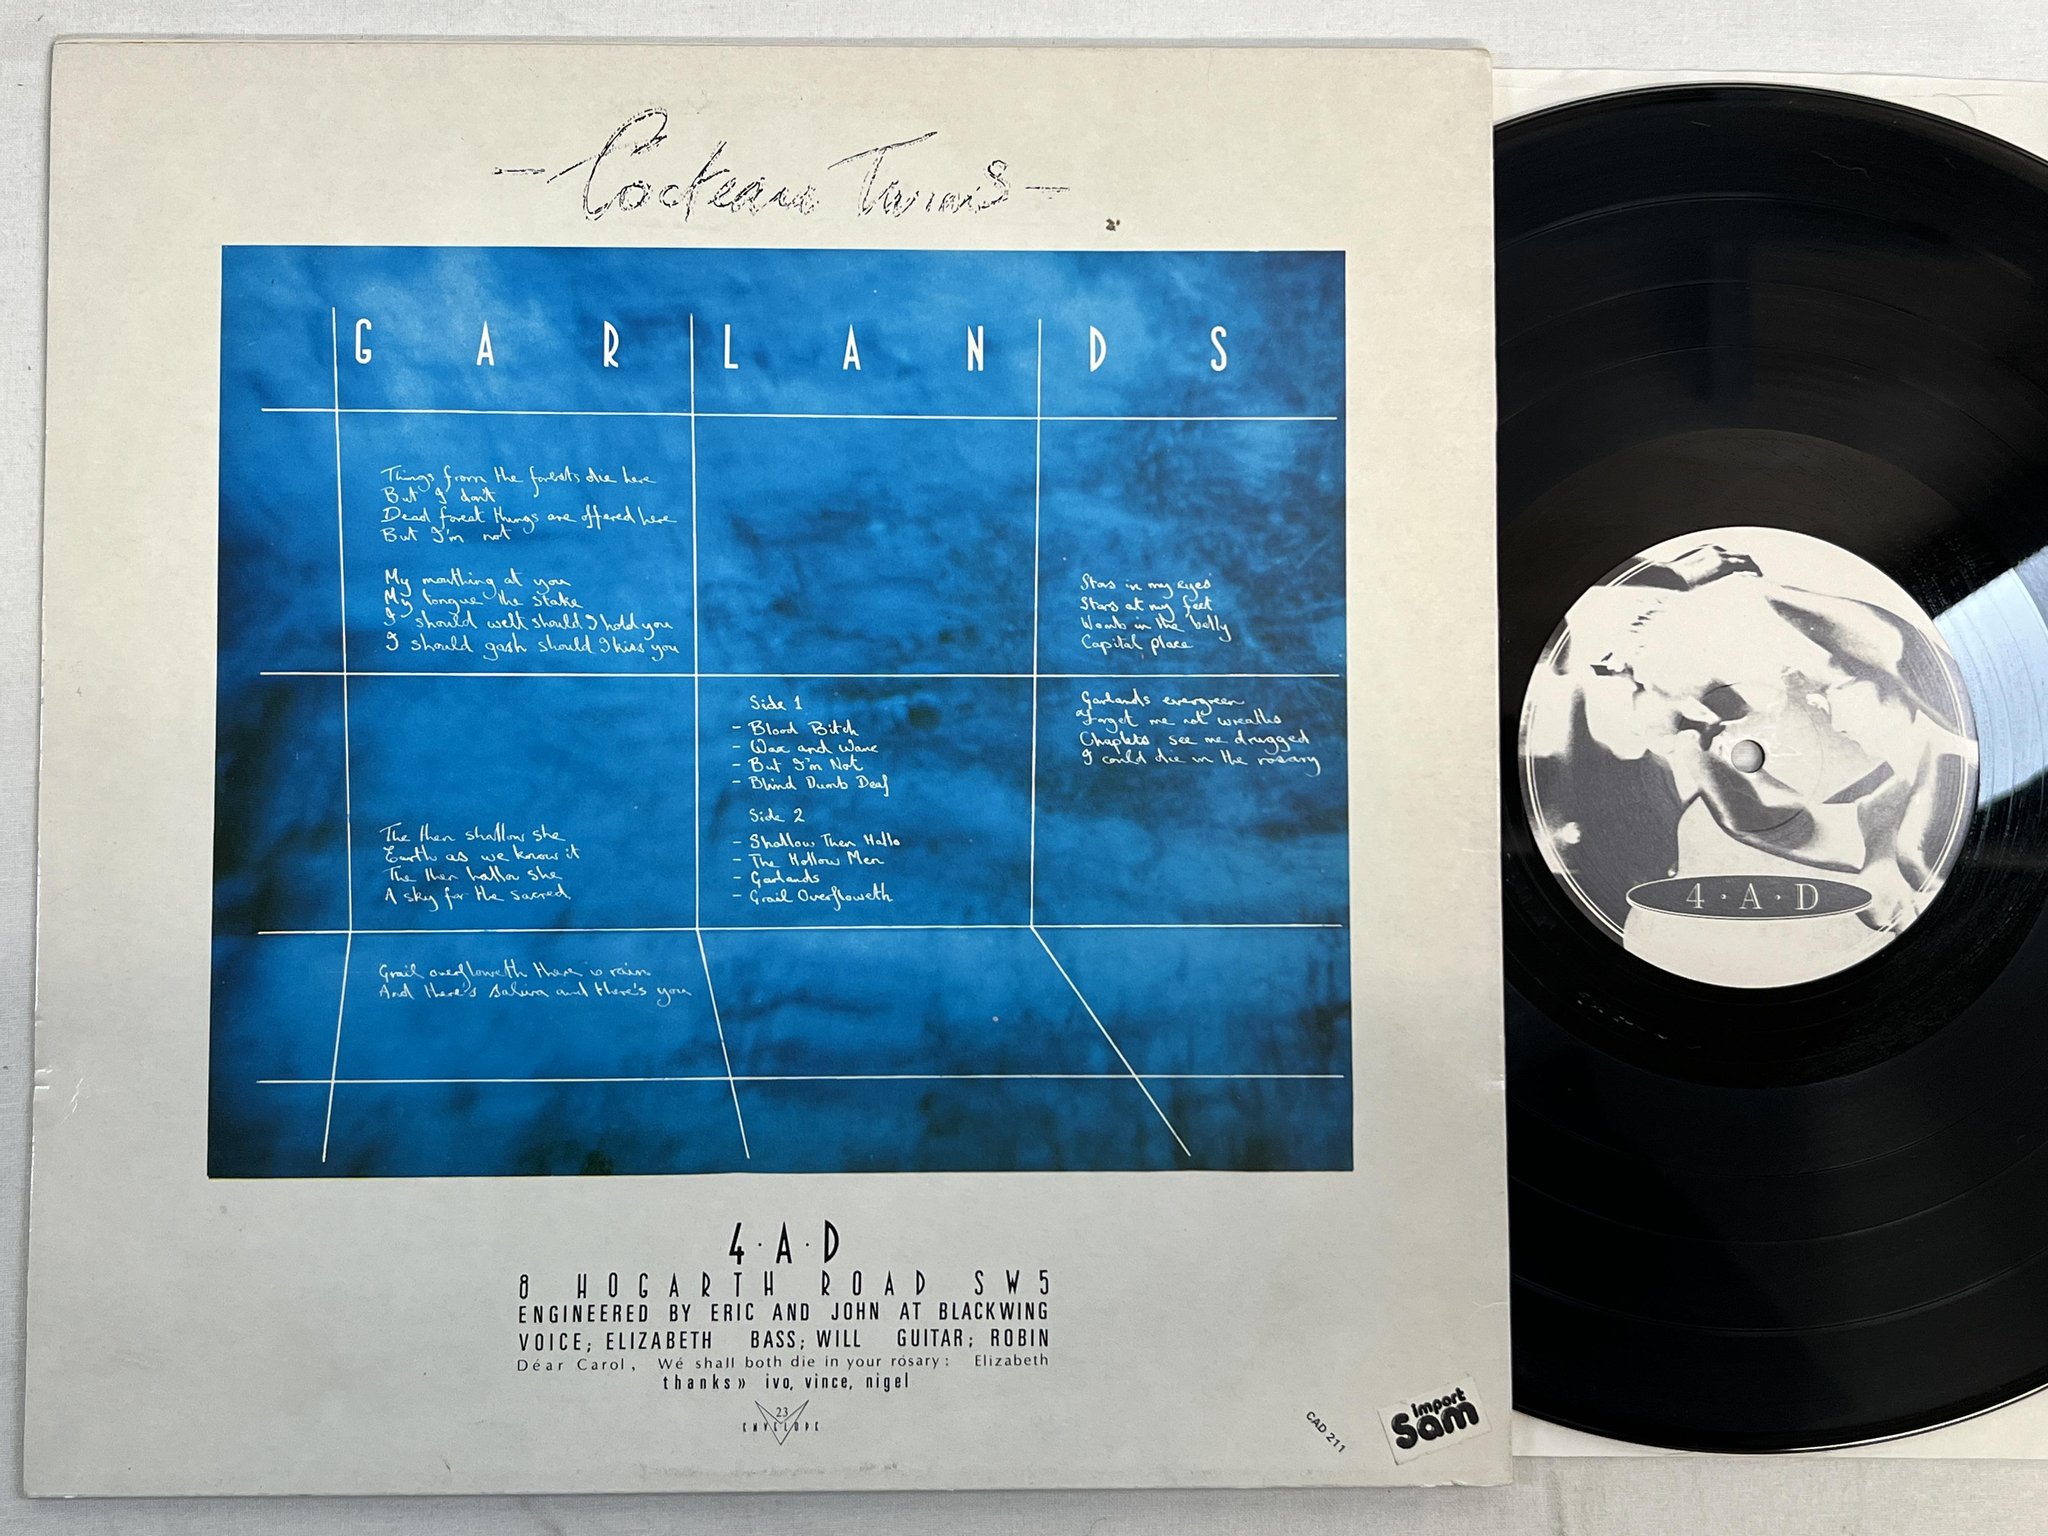 - Cocteau Twins -
GARLANDS
Things from the forests die here
But I don't
Dead forest things are offered here
But I'm not
My mouthing at you
My tongue the stake
I should welt should I hold you
I should gash should I kiss you
The then shallow she
Earth as we know it
The then hallow she
A sky for the sacred,
Grail overfloweth there is rain
And there's saliva and there's you
Side 1
- Blood Bitch
- Wax and Wane
- But I'm Not
- Blind Dumb Deaf
Side 2
- Shallow Then Hallo
- The Hollow Men
- Garlands
- Grail Overfloweth
Stars in my eyes
Stars at my feet
Womb in the belly
Capital place
Garlands evergreen
Forget me not wreaths
Chaplets see me drugged
I could die in the rosary
4·A·D
8 HOGARTH ROAD SW5
ENGINEERED BY ERIC AND JOHN AT BLACKWING
VOICE; ELIZABETH BASS; WILL GUITAR; ROBIN
Déar Carol, Wé shall both die in your rósary: Elizabeth
thanks» ivo, vince, nigel
23
ENVELOPE
CAD 211
import
Sam
4·A·D